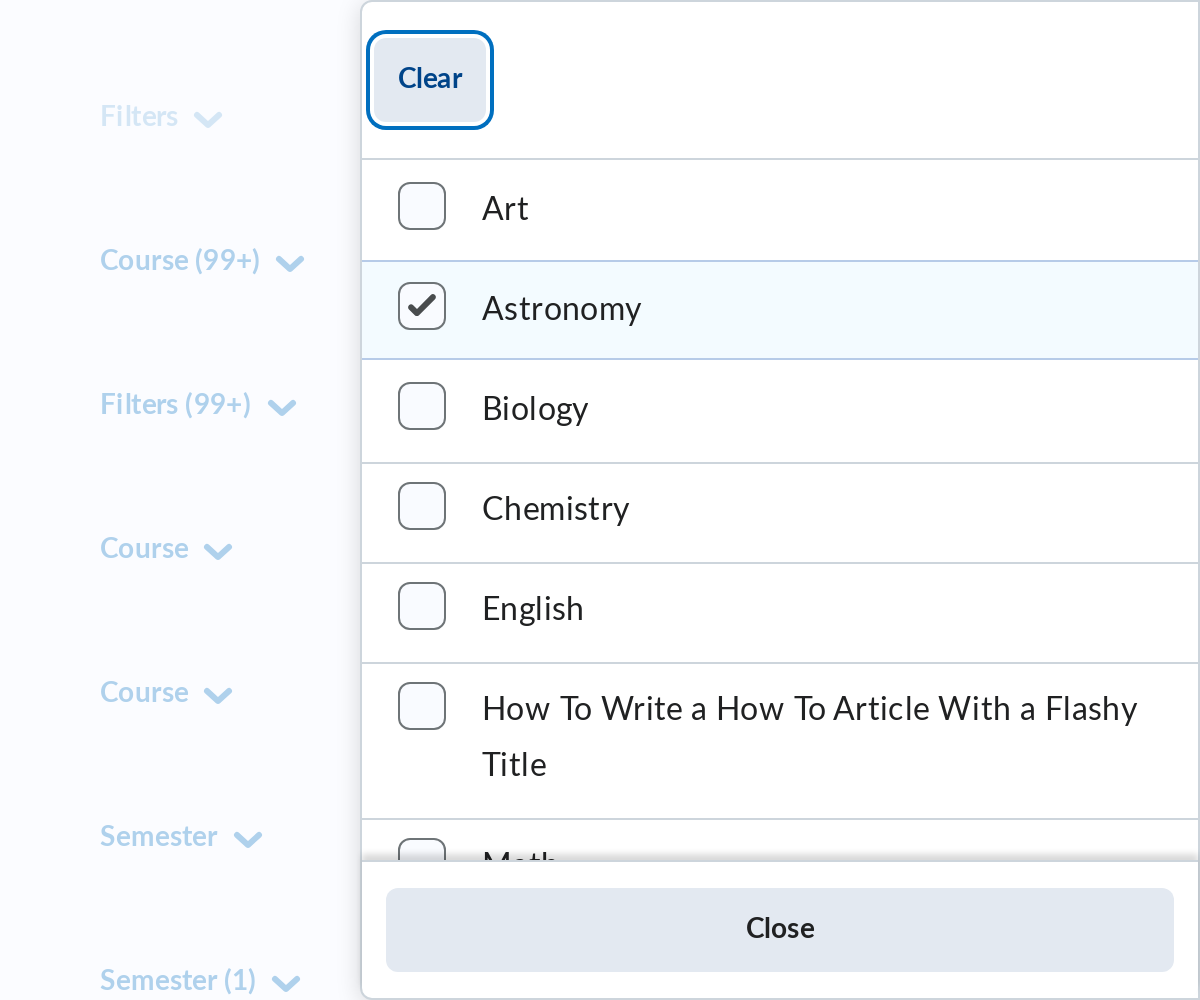 Filters
Course (99+)
Filters (99+)
Course
Course
Semester
Semester (1)
Clear
Art
Astronomy
Biology
Chemistry
English
How To Write a How To Article With a Flashy
Title
Math
Close